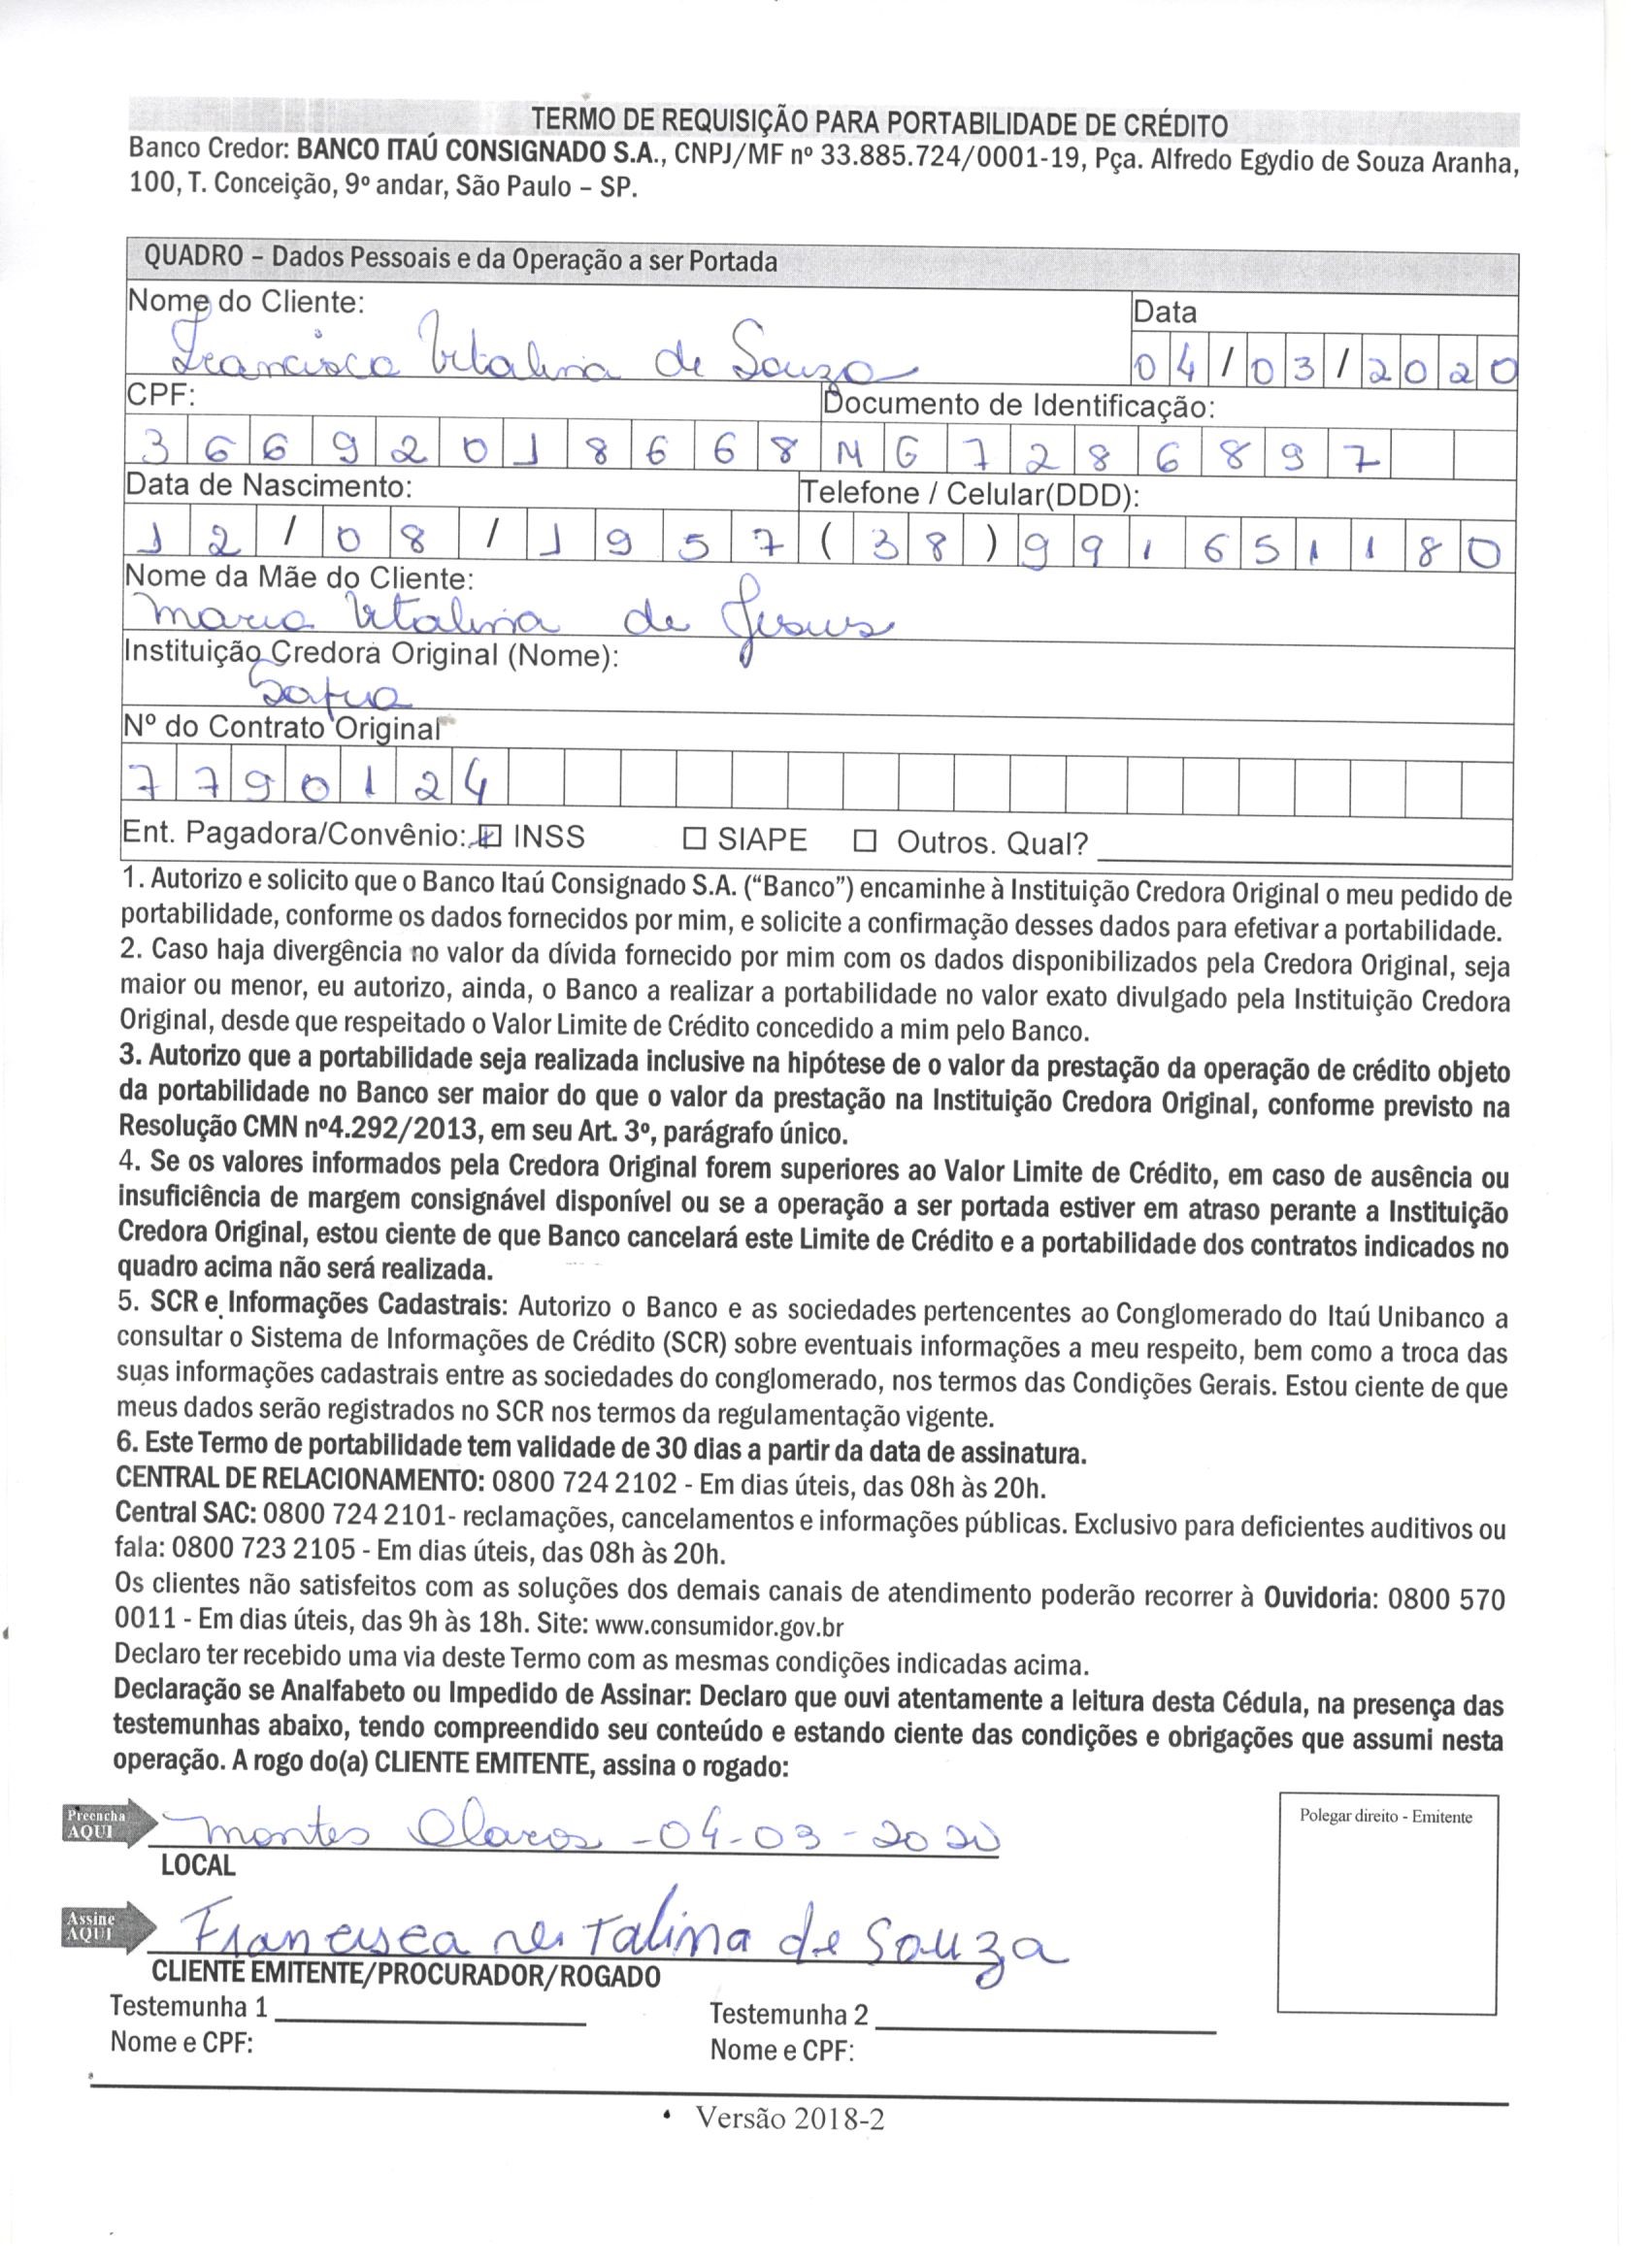 TERMO DE REQUISIÇÃO PARA PORTABILIDADE DE CRÉDITO
Banco Credor: BANCO ITAÚ CONSIGNADO S.A., CNPJ/MF nº 33.885.724/0001-19, Pça. Alfredo Egydio de Souza Aranha,
100, T. Conceição, 9º andar, São Paulo – SP.
QUADRO – Dados Pessoais e da Operação a ser Portada
Nome do Cliente: Data
Francisca Vitalina de Souza 04/03/2020
CPF: Documento de Identificação:
36692018668 MG7286897
Data de Nascimento: Telefone / Celular(DDD):
12/08/1957 (38)991651180
Nome da Mãe do Cliente:
Maria Vitalina de Jesus
Instituição Credora Original (Nome):
Safra
Nº do Contrato Original
7790124
Ent. Pagadora/Convênio: ☒ INSS ☐ SIAPE ☐ Outros. Qual?
1. Autorizo e solicito que o Banco Itaú Consignado S.A. (“Banco”) encaminhe à Instituição Credora Original o meu pedido de
portabilidade, conforme os dados fornecidos por mim, e solicite a confirmação desses dados para efetivar a portabilidade.
2. Caso haja divergência no valor da dívida fornecido por mim com os dados disponibilizados pela Credora Original, seja
maior ou menor, eu autorizo, ainda, o Banco a realizar a portabilidade no valor exato divulgado pela Instituição Credora
Original, desde que respeitado o Valor Limite de Crédito concedido a mim pelo Banco.
3. Autorizo que a portabilidade seja realizada inclusive na hipótese de o valor da prestação da operação de crédito objeto
da portabilidade no Banco ser maior do que o valor da prestação na Instituição Credora Original, conforme previsto na
Resolução CMN nº4.292/2013, em seu Art. 3º, parágrafo único.
4. Se os valores informados pela Credora Original forem superiores ao Valor Limite de Crédito, em caso de ausência ou
insuficiência de margem consignável disponível ou se a operação a ser portada estiver em atraso perante a Instituição
Credora Original, estou ciente de que Banco cancelará este Limite de Crédito e a portabilidade dos contratos indicados no
quadro acima não será realizada.
5. SCR e Informações Cadastrais: Autorizo o Banco e as sociedades pertencentes ao Conglomerado do Itaú Unibanco a
consultar o Sistema de Informações de Crédito (SCR) sobre eventuais informações a meu respeito, bem como a troca das
suas informações cadastrais entre as sociedades do conglomerado, nos termos das Condições Gerais. Estou ciente de que
meus dados serão registrados no SCR nos termos da regulamentação vigente.
6. Este Termo de portabilidade tem validade de 30 dias a partir da data de assinatura.
CENTRAL DE RELACIONAMENTO: 0800 724 2102 - Em dias úteis, das 08h às 20h.
Central SAC: 0800 724 2101- reclamações, cancelamentos e informações públicas. Exclusivo para deficientes auditivos ou
fala: 0800 723 2105 - Em dias úteis, das 08h às 20h.
Os clientes não satisfeitos com as soluções dos demais canais de atendimento poderão recorrer à Ouvidoria: 0800 570
0011 - Em dias úteis, das 9h às 18h. Site: www.consumidor.gov.br
Declaro ter recebido uma via deste Termo com as mesmas condições indicadas acima.
Declaração se Analfabeto ou Impedido de Assinar: Declaro que ouvi atentamente a leitura desta Cédula, na presença das
testemunhas abaixo, tendo compreendido seu conteúdo e estando ciente das condições e obrigações que assumi nesta
operação. A rogo do(a) CLIENTE EMITENTE, assina o rogado:
Polegar direito - Emitente
Preencha
AQUI
Montes Claros -04-03-2020
LOCAL
Assine
AQUI
Francisca vitalina de Souza
CLIENTE EMITENTE/PROCURADOR/ROGADO
Testemunha 1 Testemunha 2
Nome e CPF: Nome e CPF:
• Versão 2018-2